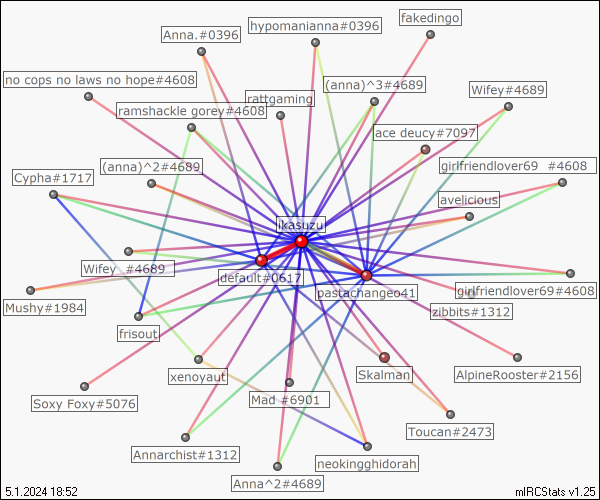 fakedingo
hypomanianna#0396
Anna.#0396
no cops no laws no hope#4608
(anna)^3#4689
Wifey#4689
rattgaming
ramshackle gorey#4608
ace deucy#7097
(anna)^2#4689
girlfriendlover69 #4608
Cypha#1717
avelicious
ikasuzu
Wifey_#4689
default#0617
pastachangeo41
girlfriendlover69#4608
Mushy#1984
zibbits#1312
frisout
xenoyaut
Skalman
AlpineRooster#2156
Soxy Foxy#5076
Mad #6901
Toucan#2473
Annarchist#1312
neokingghidorah
Anna^2#4689
5.1.2024 18:52
mIRCStats v1.25